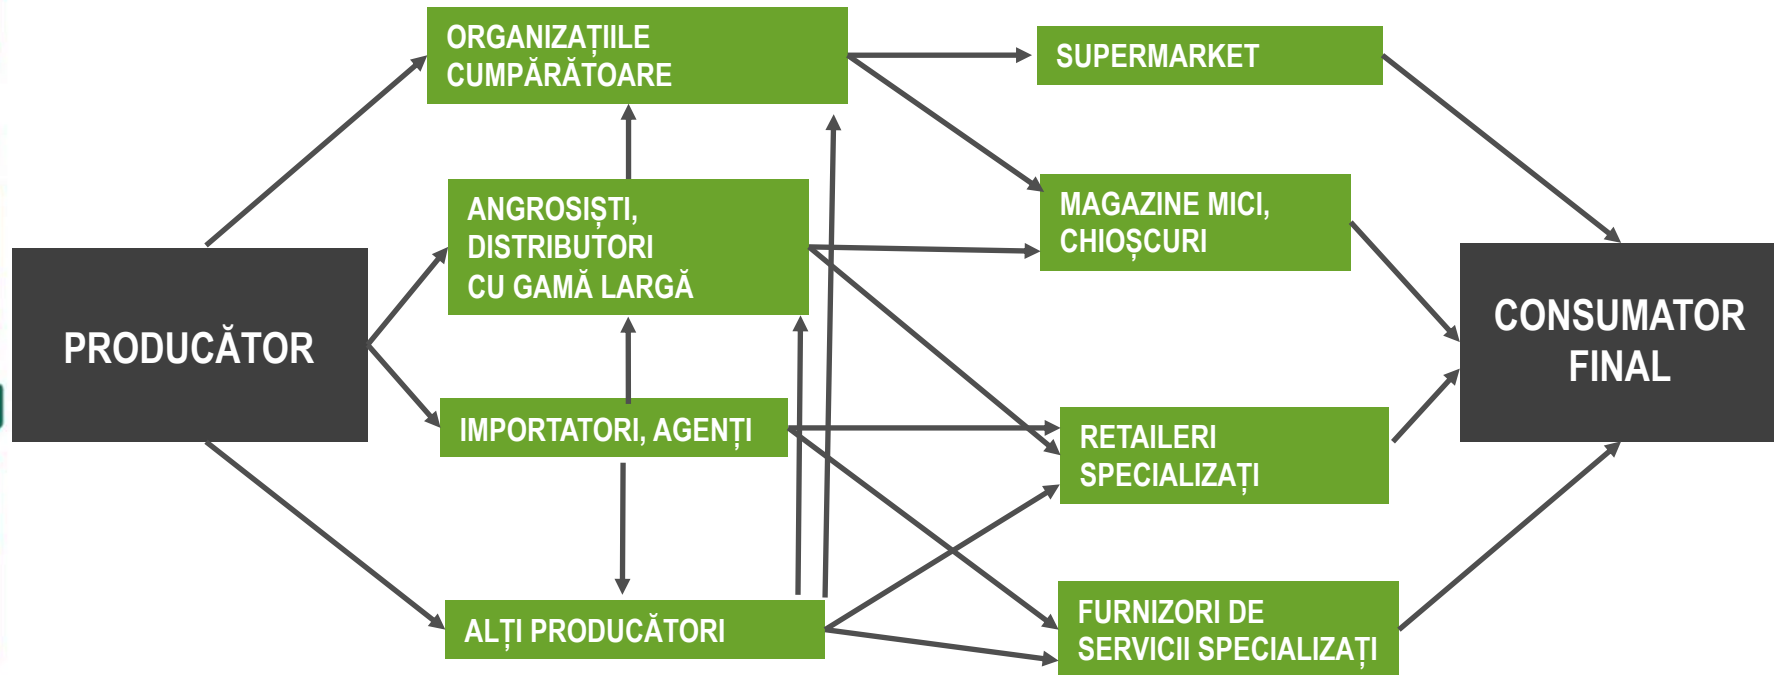 PRODUCĂTOR
ORGANIZAȚIILE
CUMPĂRĂTOARE
ANGROSIȘTI,
DISTRIBUTORI
CU GAMĂ LARGĂ
IMPORTATORI, AGENȚI
ALȚI PRODUCĂTORI
SUPERMARKET
MAGAZINE MICI,
CHIOȘCURI
RETAILERI
SPECIALIZAȚI
FURNIZORI DE
SERVICII SPECIALIZAȚI
CONSUMATOR
FINAL